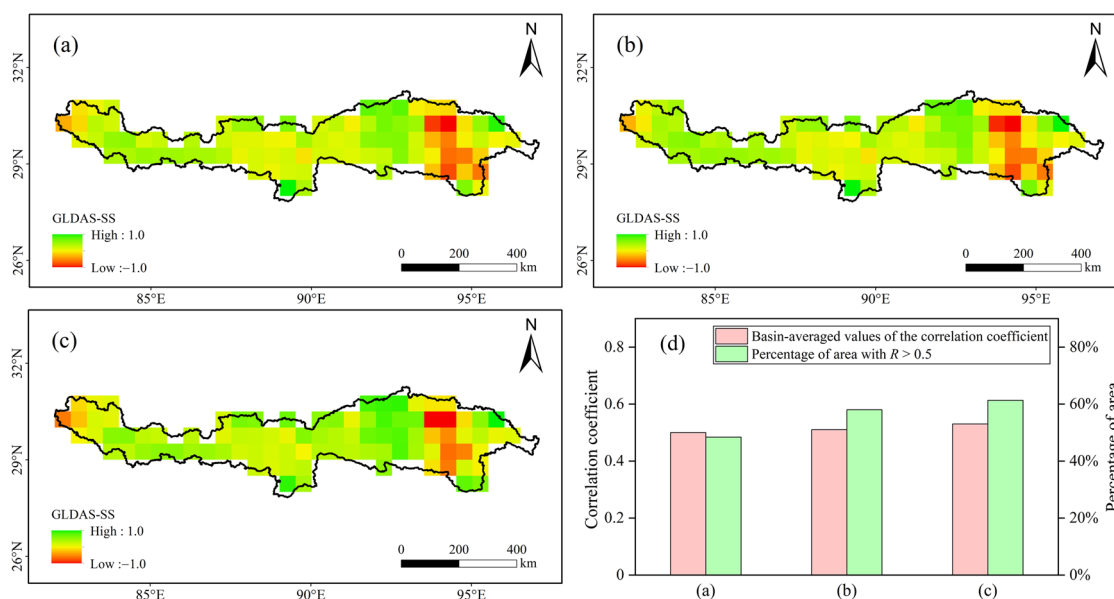 (a)
N
32°N
29°N
26°N
GLDAS-SS
High : 1.0
Low :−1.0
0 200 400
km
85°E 90°E 95°E
(b)
N
32°N
29°N
26°N
GLDAS-SS
High : 1.0
Low :−1.0
0 200 400
km
85°E 90°E 95°E
(c)
N
32°N
29°N
26°N
GLDAS-SS
High : 1.0
Low :−1.0
0 200 400
km
85°E 90°E 95°E
(d)
Basin-averaged values of the correlation coefficient
Percentage of area with R > 0.5
Correlation coefficient
0.8
0.6
0.4
0.2
0
80%
60%
40%
20%
0%
Percentage of area
(a) (b) (c)